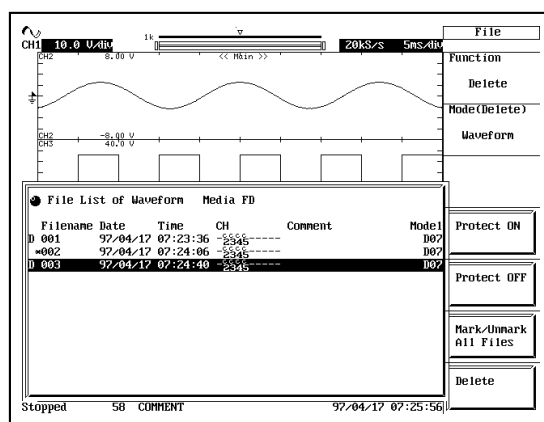 File
CH1 10.0 V/div 1k 20kS/s 5ms/div
CH2 8.00 V << Main >>
Function
Delete
Mode(Delete)
Waveform
CH2 -8.00 V
CH3 40.0 V
File List of Waveform Media FD
Filename Date Time CH Comment Model
D 001 97/04/17 07:23:36 -2345----- D07
*002 97/04/17 07:24:06 -2345----- D07
D 003 97/04/17 07:24:40 -2345----- D07
Protect ON
Protect OFF
Mark/Unmark
All Files
Delete
Stopped 58 COMMENT 97/04/17 07:25:56